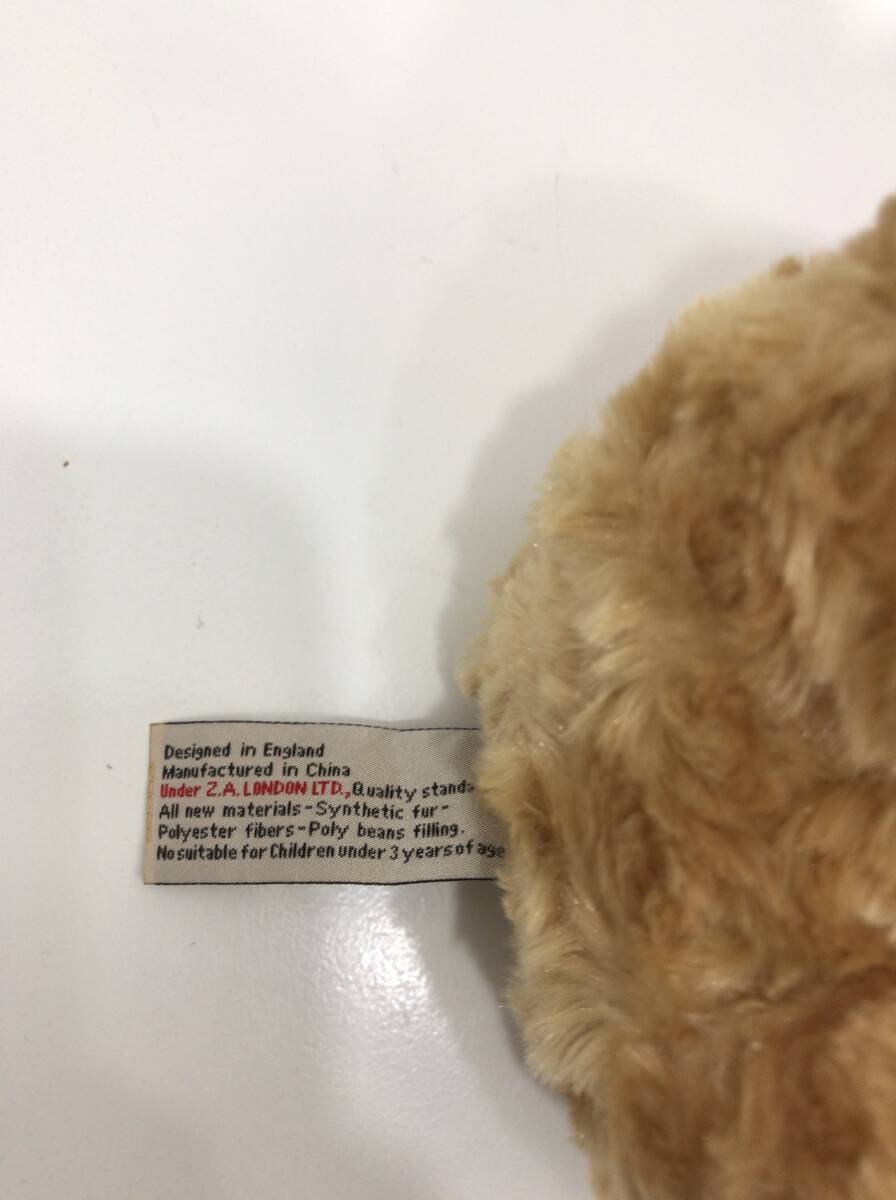 Designed in England
Manufactured in China
Under Z.A. LONDON LTD., Quality standa
All new materials - Synthetic fur -
Polyester fibers - Poly beans filling.
No suitable for Children under 3 years of age